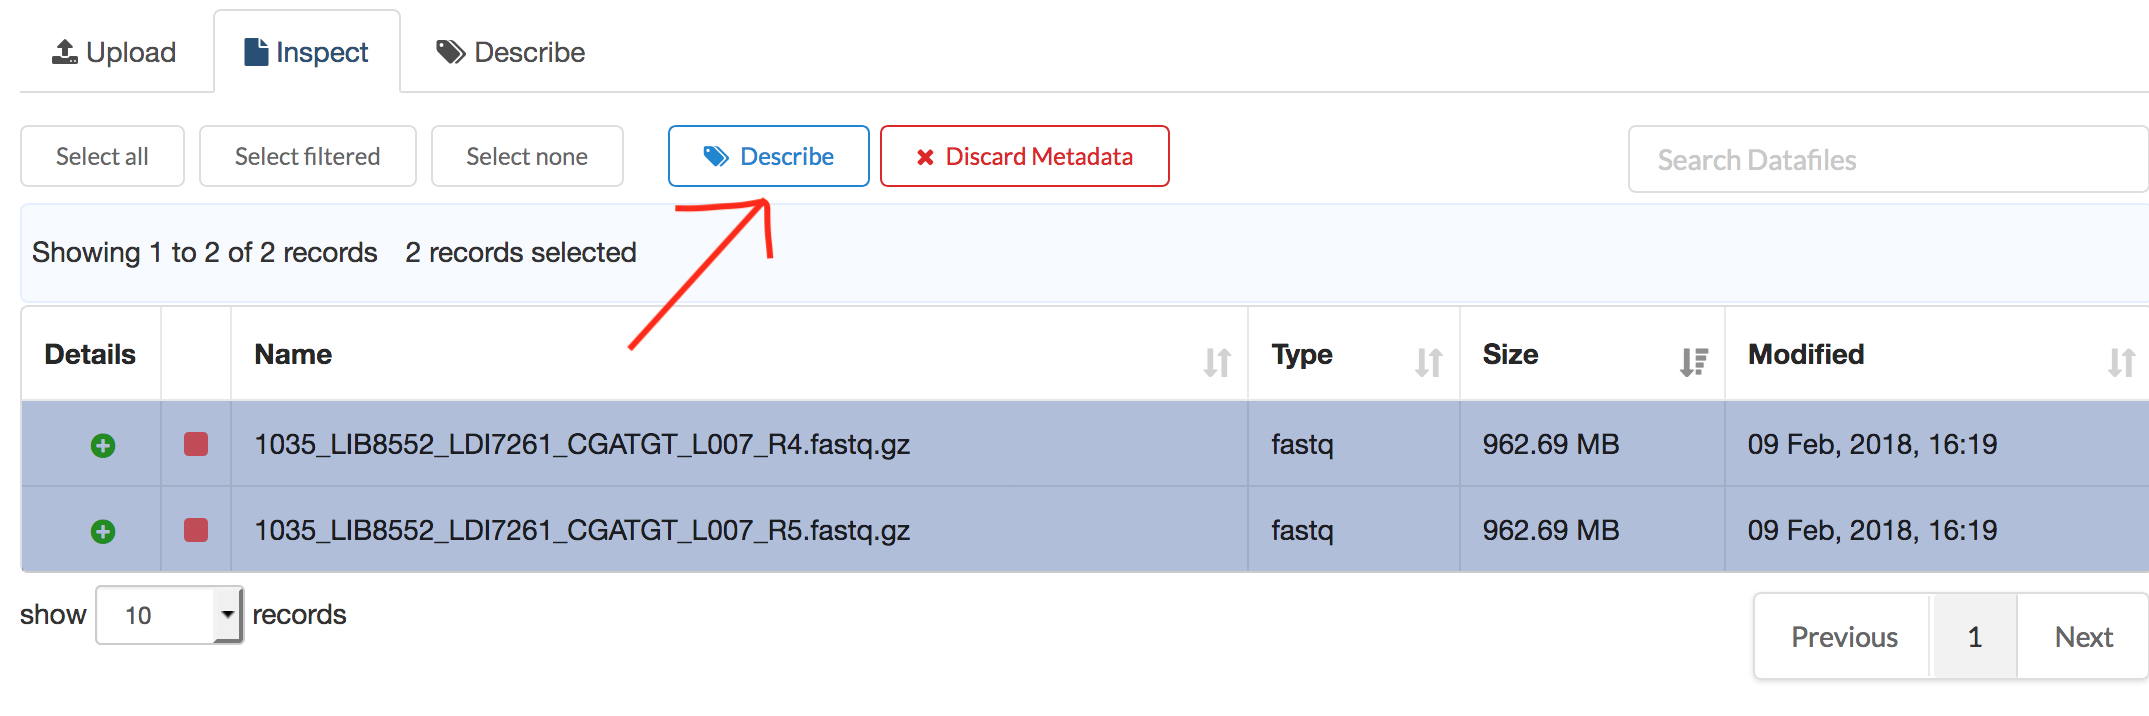 Upload Inspect Describe
Select all Select filtered Select none Describe Discard Metadata Search Datafiles
Showing 1 to 2 of 2 records 2 records selected
Details Name Type Size Modified
1035_LIB8552_LDI7261_CGATGT_L007_R4.fastq.gz fastq 962.69 MB 09 Feb, 2018, 16:19
1035_LIB8552_LDI7261_CGATGT_L007_R5.fastq.gz fastq 962.69 MB 09 Feb, 2018, 16:19
show 10 records
Previous 1 Next